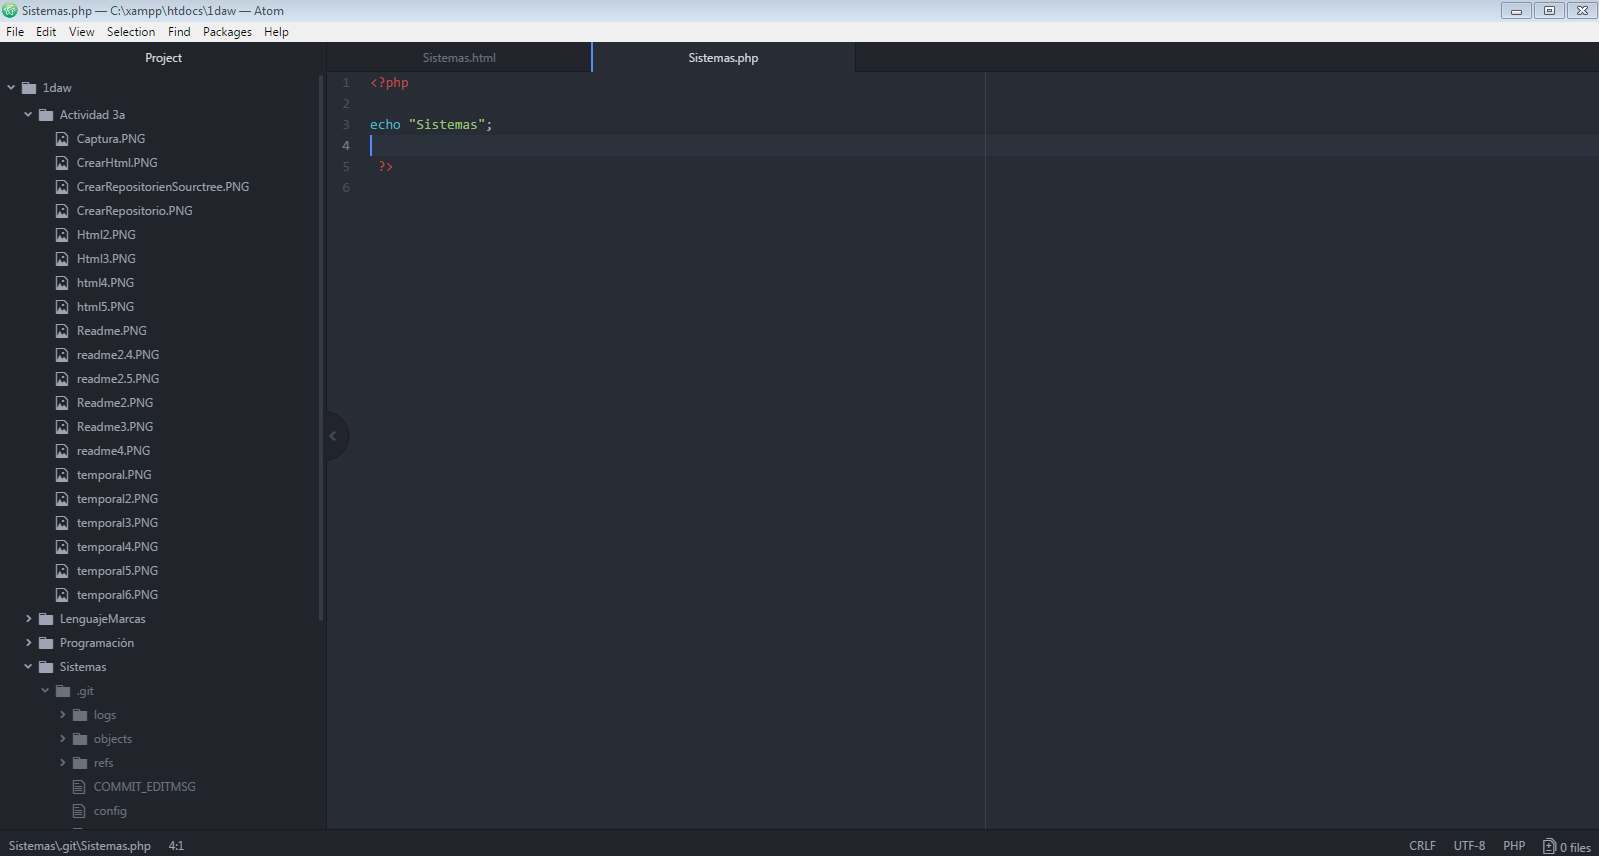 Sistemas.php — C:\xampp\htdocs\1daw — Atom
File Edit View Selection Find Packages Help
Project
1daw
Actividad 3a
Captura.PNG
CrearHtml.PNG
CrearRepositorienSourctree.PNG
CrearRepositorio.PNG
Html2.PNG
Html3.PNG
html4.PNG
html5.PNG
Readme.PNG
readme2.4.PNG
readme2.5.PNG
Readme2.PNG
Readme3.PNG
readme4.PNG
temporal.PNG
temporal2.PNG
temporal3.PNG
temporal4.PNG
temporal5.PNG
temporal6.PNG
LenguajeMarcas
Programación
Sistemas
.git
logs
objects
refs
COMMIT_EDITMSG
config
Sistemas.html Sistemas.php
1 <?php
2
3 echo "Sistemas";
4
5 ?>
6
Sistemas\.git\Sistemas.php 4:1 CRLF UTF-8 PHP 0 files